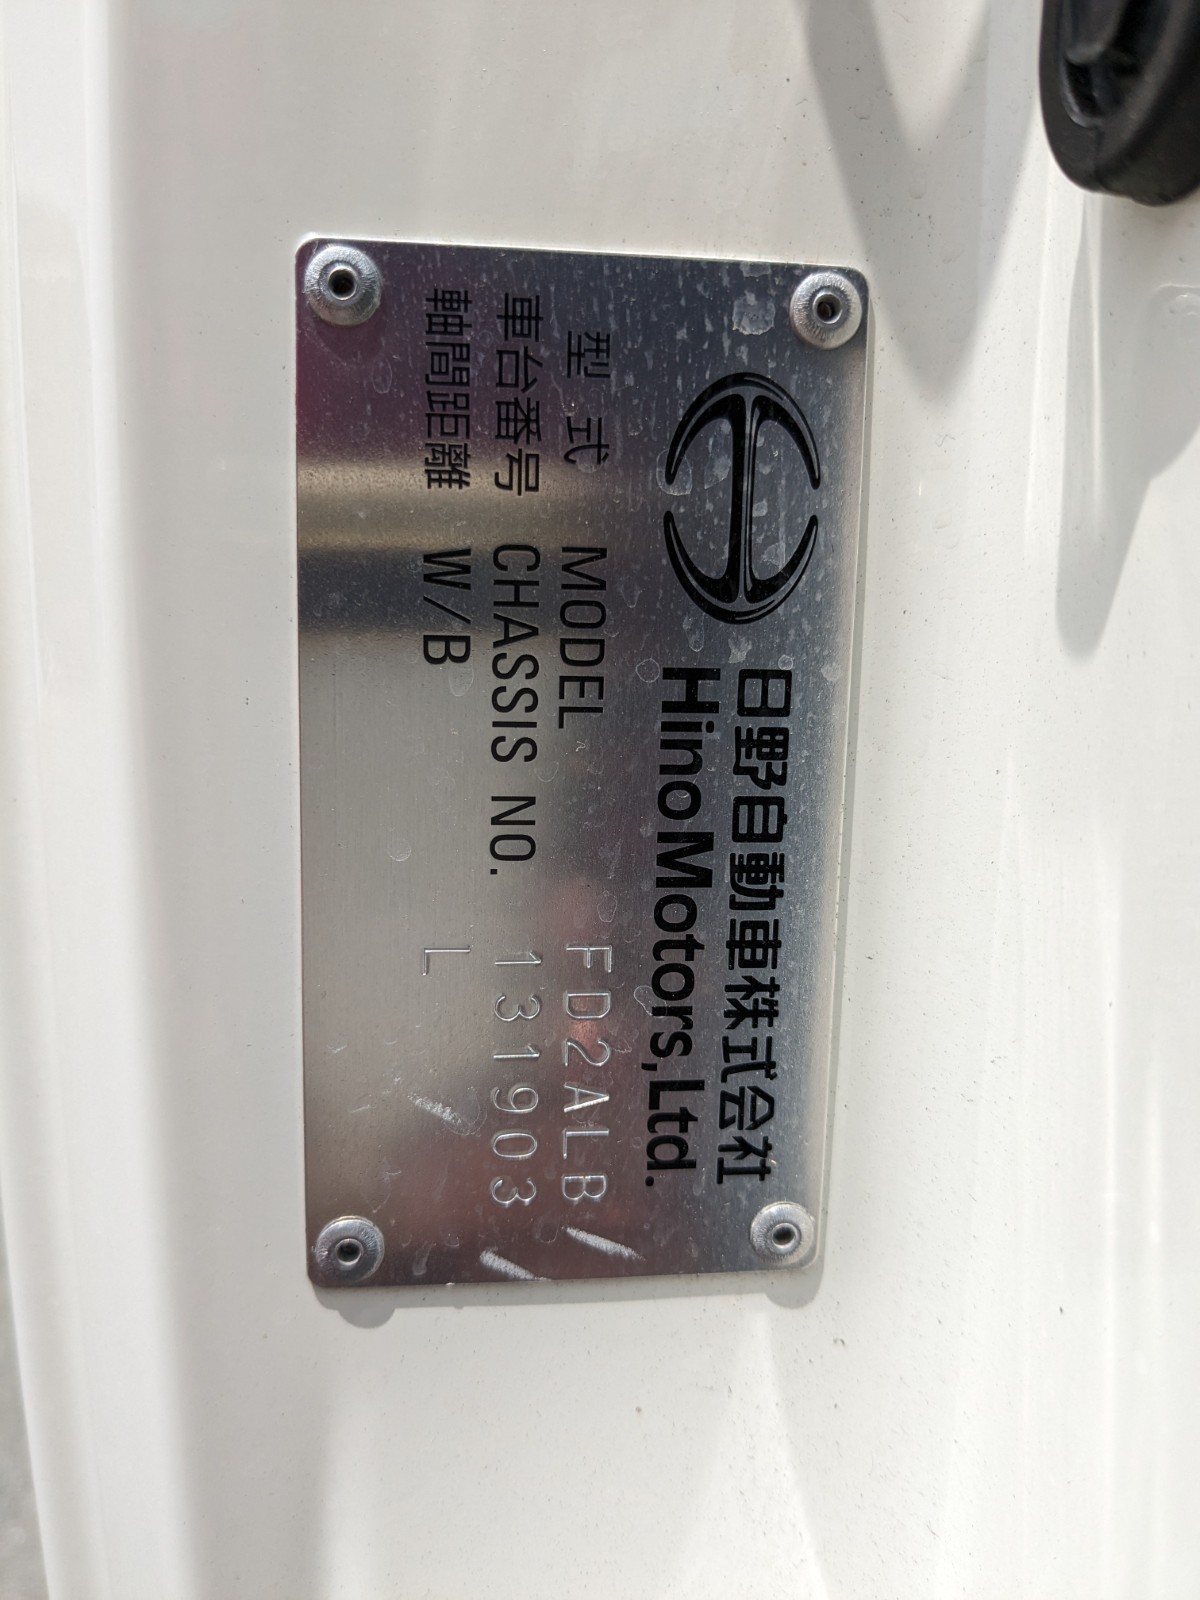 日野自動車株式会社
Hino Motors, Ltd.
型式 MODEL FD2ALB
車台番号 CHASSIS NO. 131903
軸間距離 W/B L